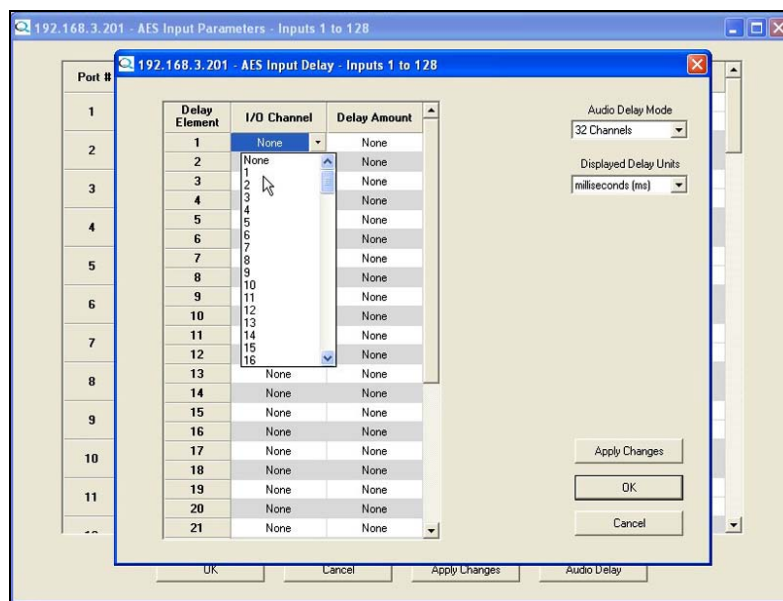 192.168.3.201 - AES Input Parameters - Inputs 1 to 128
Port #
1
2
3
4
5
6
7
8
9
10
11
192.168.3.201 - AES Input Delay - Inputs 1 to 128
Delay Element I/O Channel Delay Amount
1 None None
2 None
3 None
4 None
5 None
6 None
7 None
8 None
9 None
10 None
11 None
12 None
13 None None
14 None None
15 None None
16 None None
17 None None
18 None None
19 None None
20 None None
21 None None
None
1
2
3
4
5
6
7
8
9
10
11
12
13
14
15
16
Audio Delay Mode
32 Channels
Displayed Delay Units
milliseconds (ms)
Apply Changes
OK
Cancel
OK Cancel Apply Changes Audio Delay